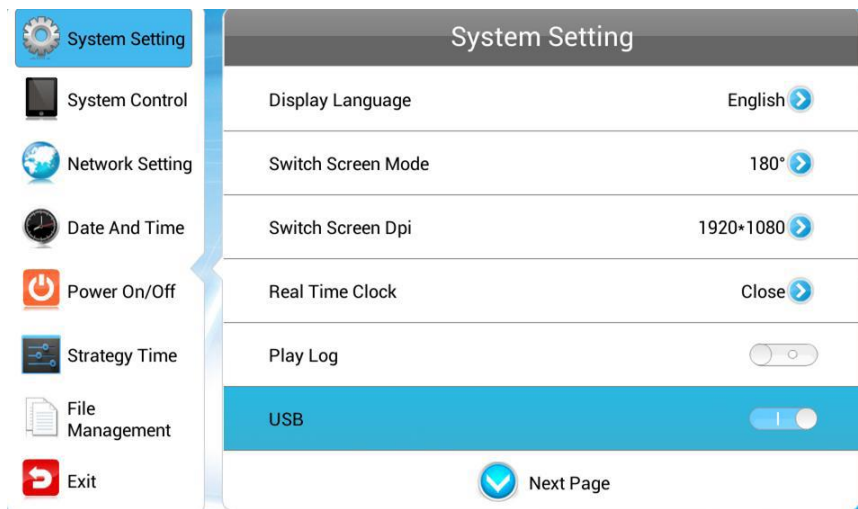 System Setting
System Control
Network Setting
Date And Time
Power On/Off
Strategy Time
File
Management
Exit
System Setting
Display Language English
Switch Screen Mode 180°
Switch Screen Dpi 1920*1080
Real Time Clock Close
Play Log
USB
Next Page